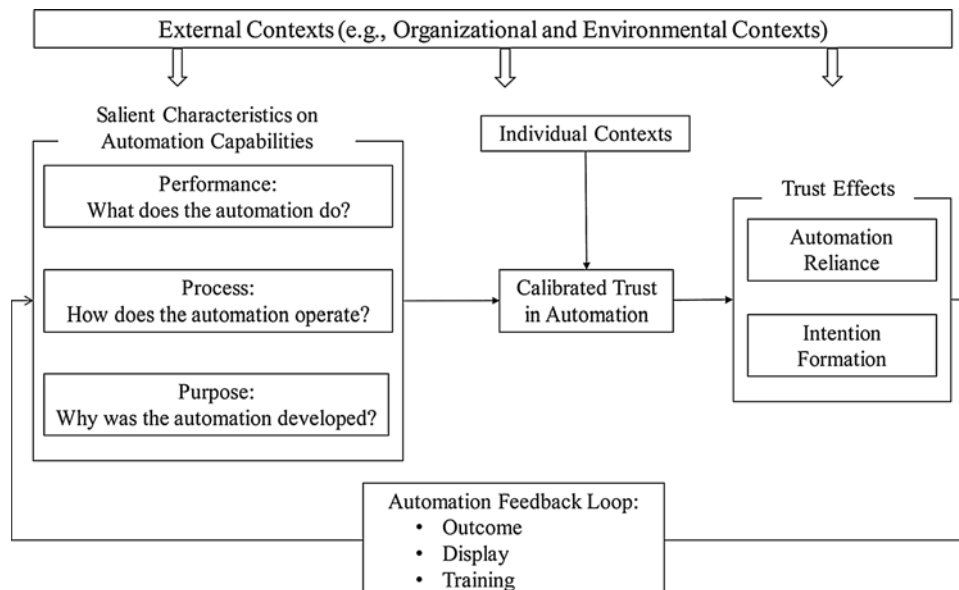 External Contexts (e.g., Organizational and Environmental Contexts)
Salient Characteristics on
Automation Capabilities
Performance:
What does the automation do?
Process:
How does the automation operate?
Purpose:
Why was the automation developed?
Individual Contexts
Calibrated Trust
in Automation
Trust Effects
Automation
Reliance
Intention
Formation
Automation Feedback Loop:
• Outcome
• Display
• Training